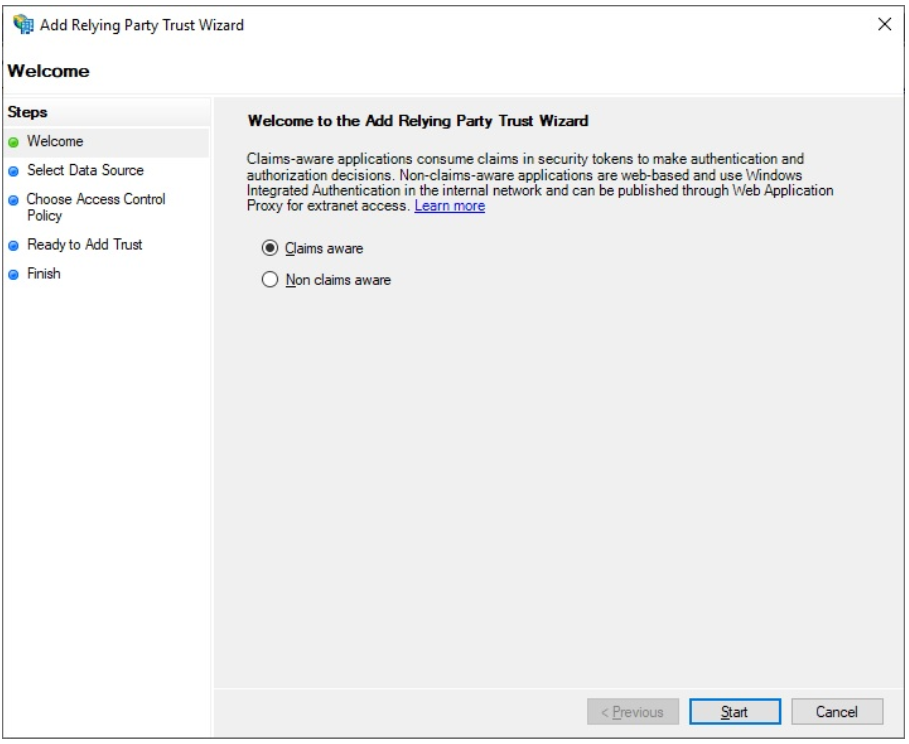 Add Relying Party Trust Wizard
Welcome
Steps
Welcome
Select Data Source
Choose Access Control
Policy
Ready to Add Trust
Finish
Welcome to the Add Relying Party Trust Wizard
Claims-aware applications consume claims in security tokens to make authentication and
authorization decisions. Non-claims-aware applications are web-based and use Windows
Integrated Authentication in the internal network and can be published through Web Application
Proxy for extranet access. Learn more
Claims aware
Non claims aware
< Previous
Start
Cancel